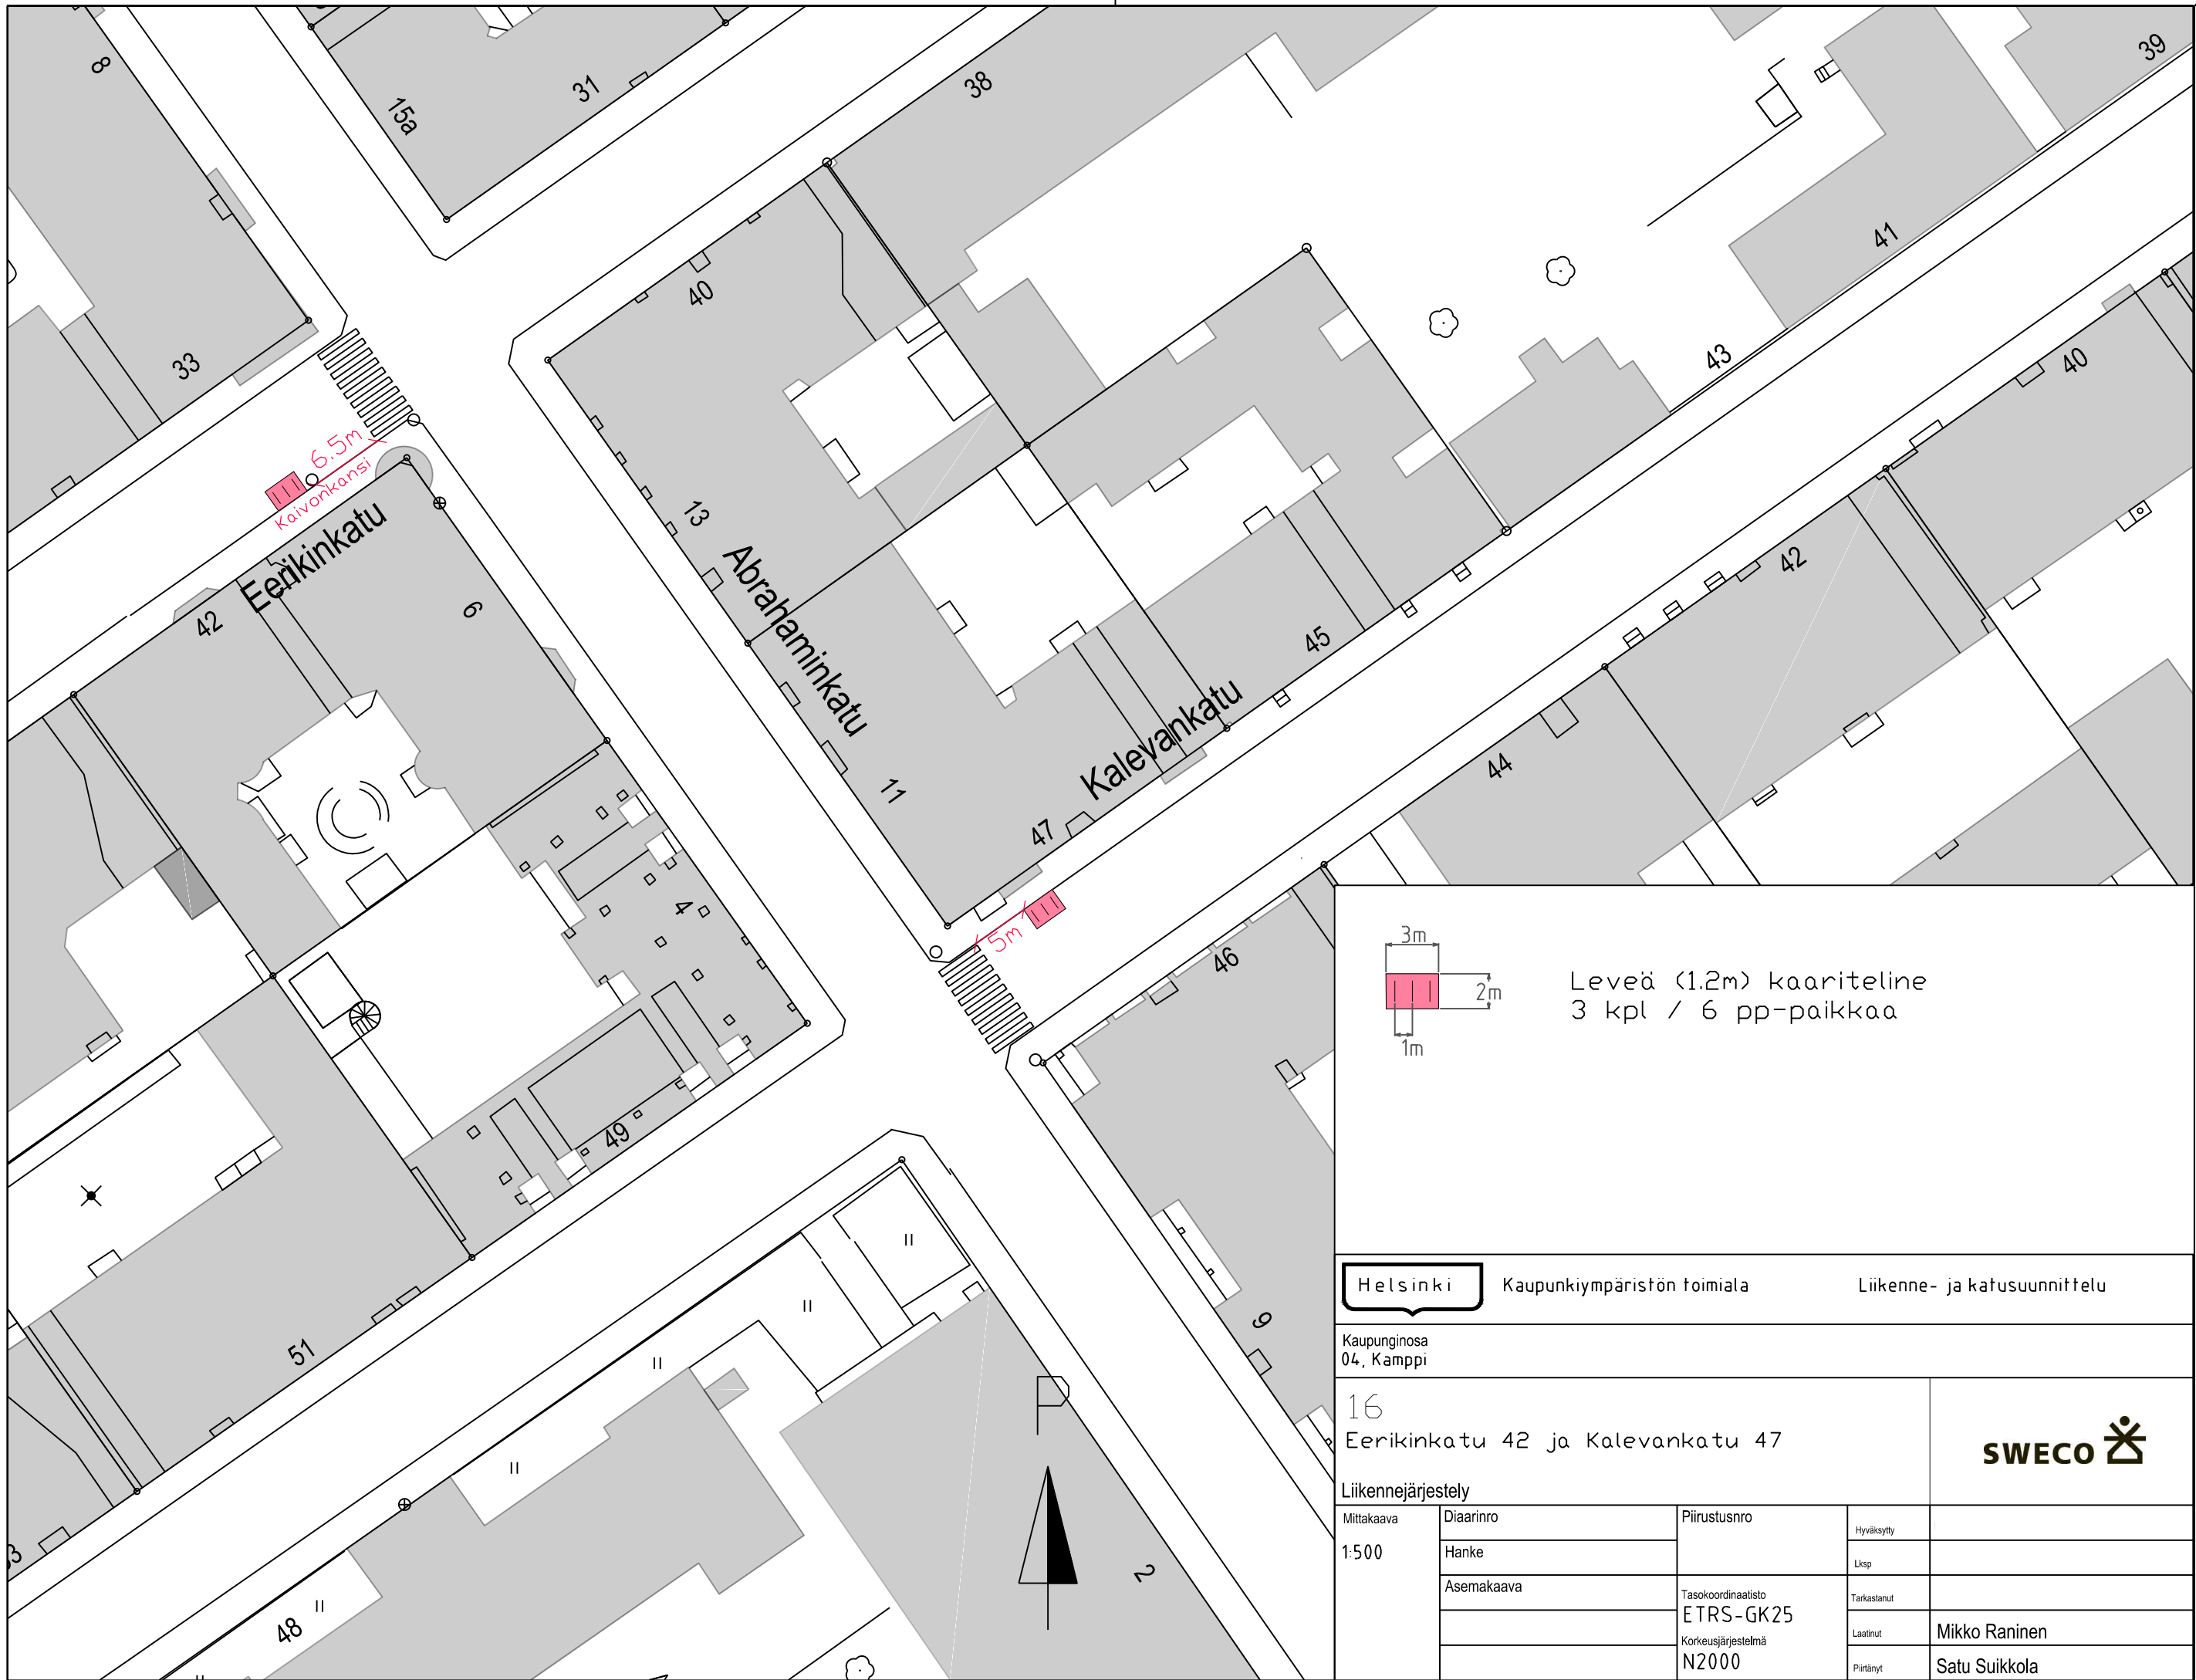 8
15a
31
38
39
33
40
41
6.5m
Kaivonkansi
Eerikinkatu
42
6
13
Abrahaminkatu
43
40
42
45
Kalevankatu
44
11
47
5m
46
4
49
51
9
48
2
P
3m
2m
1m
Leveä (1.2m) kaariteline
3 kpl / 6 pp-paikkaa
Helsinki
Kaupunkiympäristön toimiala
Liikenne- ja katusuunnittelu
Kaupunginosa
04, Kamppi
16
Eerikinkatu 42 ja Kalevankatu 47
Liikennejärjestely
SWECO
Mittakaava
1:500
Diaarinro
Hanke
Asemakaava
Piirustusnro
Tasokoordinaatisto
ETRS-GK25
Korkeusjärjestelmä
N2000
Hyväksytty
Lksp
Tarkastanut
Laatinut
Mikko Raninen
Piirtänyt
Satu Suikkola